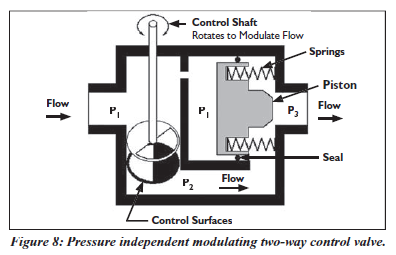 Control Shaft
Rotates to Modulate Flow
Springs
Piston
Flow
P1
P1
P3
Flow
Seal
P2
Flow
Control Surfaces
Figure 8: Pressure independent modulating two-way control valve.